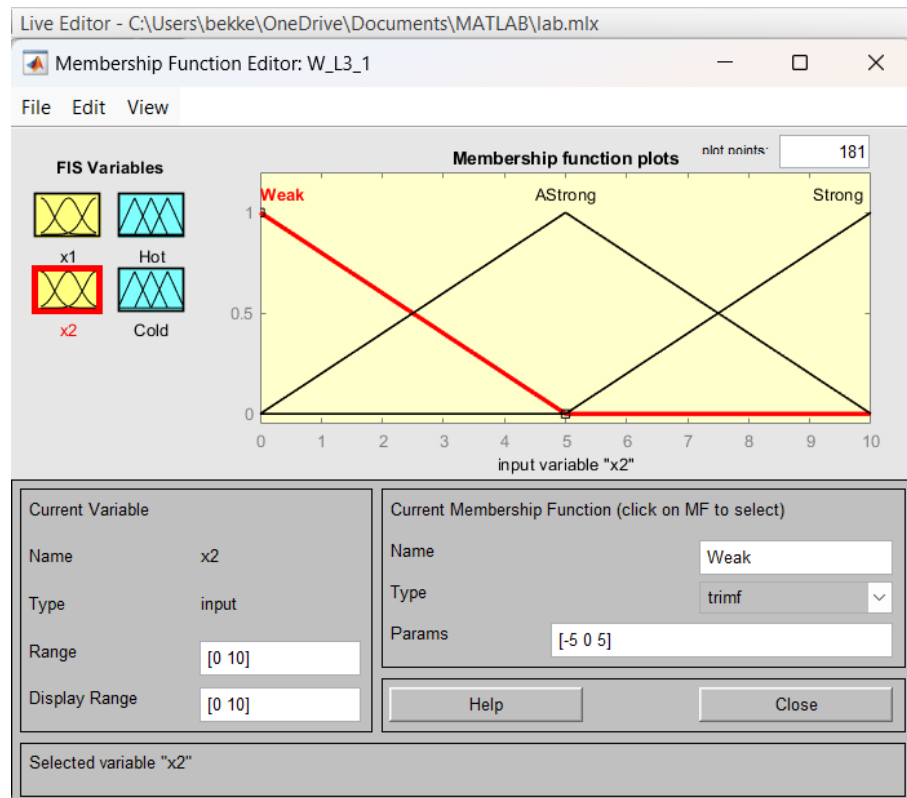 Live Editor - C:\Users\bekke\OneDrive\Documents\MATLAB\lab.mlx
Membership Function Editor: W_L3_1
File Edit View
FIS Variables
x1 Hot
x2 Cold
Membership function plots
plot points: 181
Weak AStrong Strong
1
0.5
0
0 1 2 3 4 5 6 7 8 9 10
input variable "x2"
Current Variable
Name x2
Type input
Range [0 10]
Display Range [0 10]
Current Membership Function (click on MF to select)
Name Weak
Type trimf
Params [-5 0 5]
Help Close
Selected variable "x2"